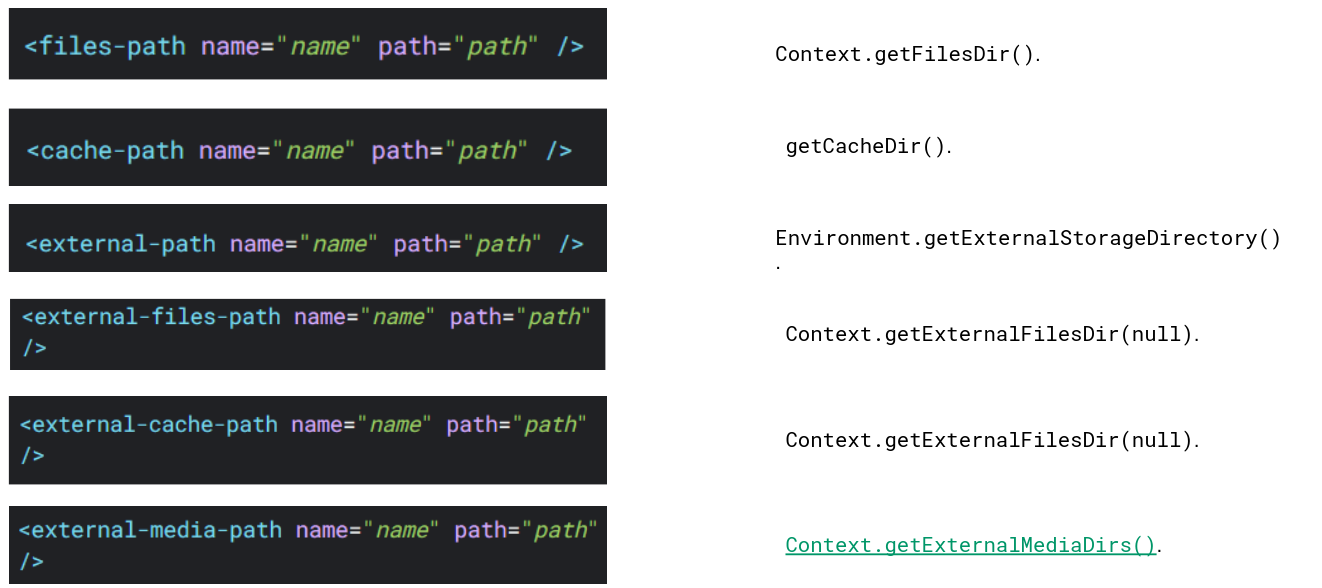 <files-path name="name" path="path" />
Context.getFilesDir().
<cache-path name="name" path="path" />
getCacheDir().
<external-path name="name" path="path" />
Environment.getExternalStorageDirectory()
.
<external-files-path name="name" path="path"
/>
Context.getExternalFilesDir(null).
<external-cache-path name="name" path="path"
/>
Context.getExternalFilesDir(null).
<external-media-path name="name" path="path"
/>
Context.getExternalMediaDirs().